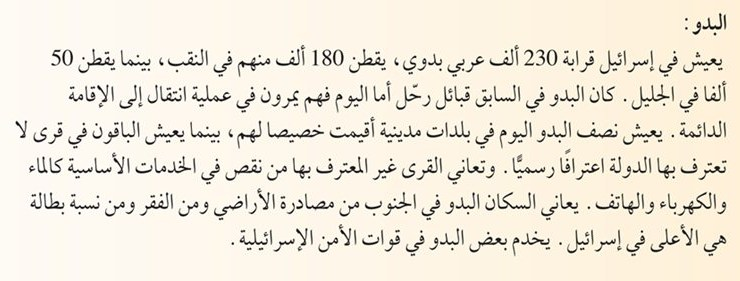 البدو :
يعيش في إسرائيل قرابة 230 ألف عربي بدوي ، يقطن 180 ألف منهم في النقب ، بينما يقطن 50
ألفا في الجليل . كان البدو في السابق قبائل رحّل أما اليوم فهم يمرون في عملية انتقال إلى الإقامة
الدائمة . يعيش نصف البدو اليوم في بلدات مدينية أقيمت خصيصا لهم ، بينما يعيش الباقون في قرى لا
تعترف بها الدولة اعترافًا رسميًّا . وتعاني القرى غير المعترف بها من نقص في الخدمات الأساسية كالماء
والكهرباء والهاتف . يعاني السكان البدو في الجنوب من مصادرة الأراضي ومن الفقر ومن نسبة بطالة
هي الأعلى في إسرائيل . يخدم بعض البدو في قوات الأمن الإسرائيلية .